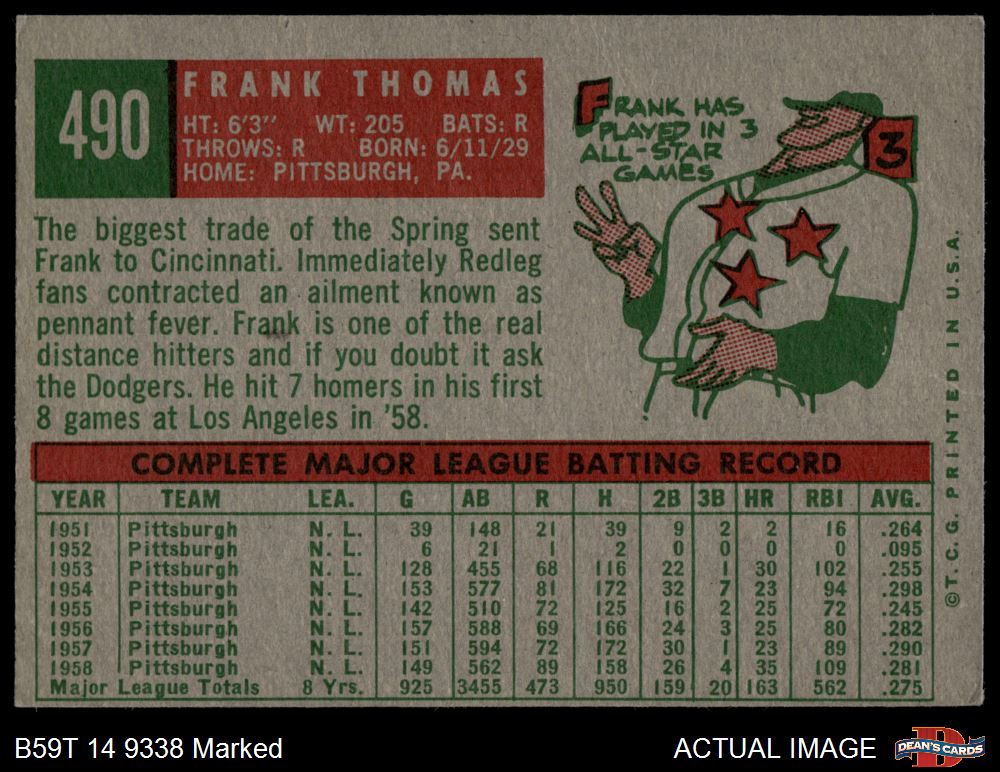 490
FRANK THOMAS
HT: 6'3" WT: 205 BATS: R
THROWS: R BORN: 6/11/29
HOME: PITTSBURGH, PA.
FRANK HAS
PLAYED IN 3
ALL-STAR
GAMES
3
The biggest trade of the Spring sent
Frank to Cincinnati. Immediately Redleg
fans contracted an ailment known as
pennant fever. Frank is one of the real
distance hitters and if you doubt it ask
the Dodgers. He hit 7 homers in his first
8 games at Los Angeles in '58.
COMPLETE MAJOR LEAGUE BATTING RECORD
YEAR TEAM LEA. G AB R H 2B 3B HR RBI AVG.
1951 Pittsburgh N. L. 39 148 21 39 9 2 2 16 .264
1952 Pittsburgh N. L. 6 21 1 2 0 0 0 0 .095
1953 Pittsburgh N. L. 128 455 68 116 22 1 30 102 .255
1954 Pittsburgh N. L. 153 577 81 172 32 7 23 94 .298
1955 Pittsburgh N. L. 142 510 72 125 16 2 25 72 .245
1956 Pittsburgh N. L. 157 588 69 166 24 3 25 80 .282
1957 Pittsburgh N. L. 151 594 72 172 30 1 23 89 .290
1958 Pittsburgh N. L. 149 562 89 158 26 4 35 109 .281
Major League Totals 8 Yrs. 925 3455 473 950 159 20 163 562 .275
©T. C. G. PRINTED IN U.S.A.
B59T 14 9338 Marked
ACTUAL IMAGE
DEAN'S CARDS